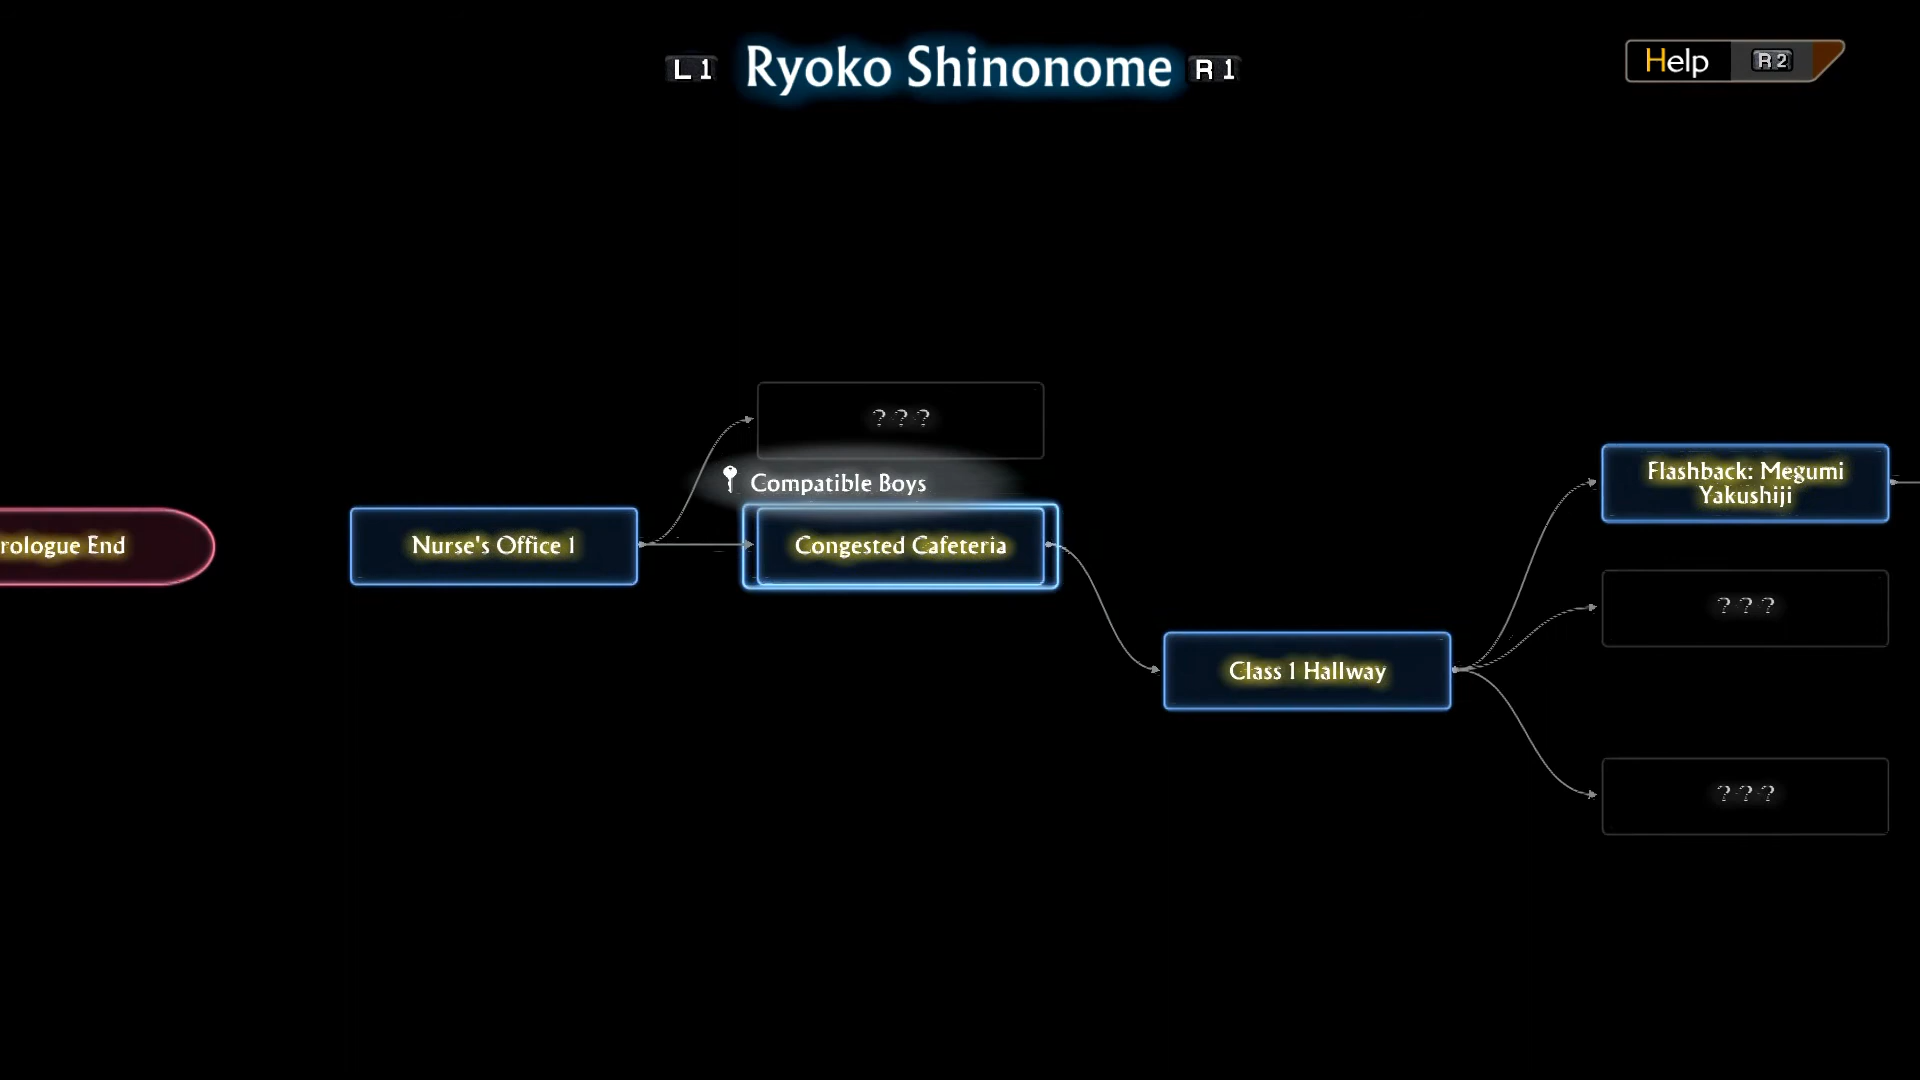 L1 Ryoko Shinonome R1
Help R2
? ? ?
Compatible Boys
rologue End
Nurse's Office 1
Congested Cafeteria
Class 1 Hallway
Flashback: Megumi
Yakushiji
? ? ?
? ? ?